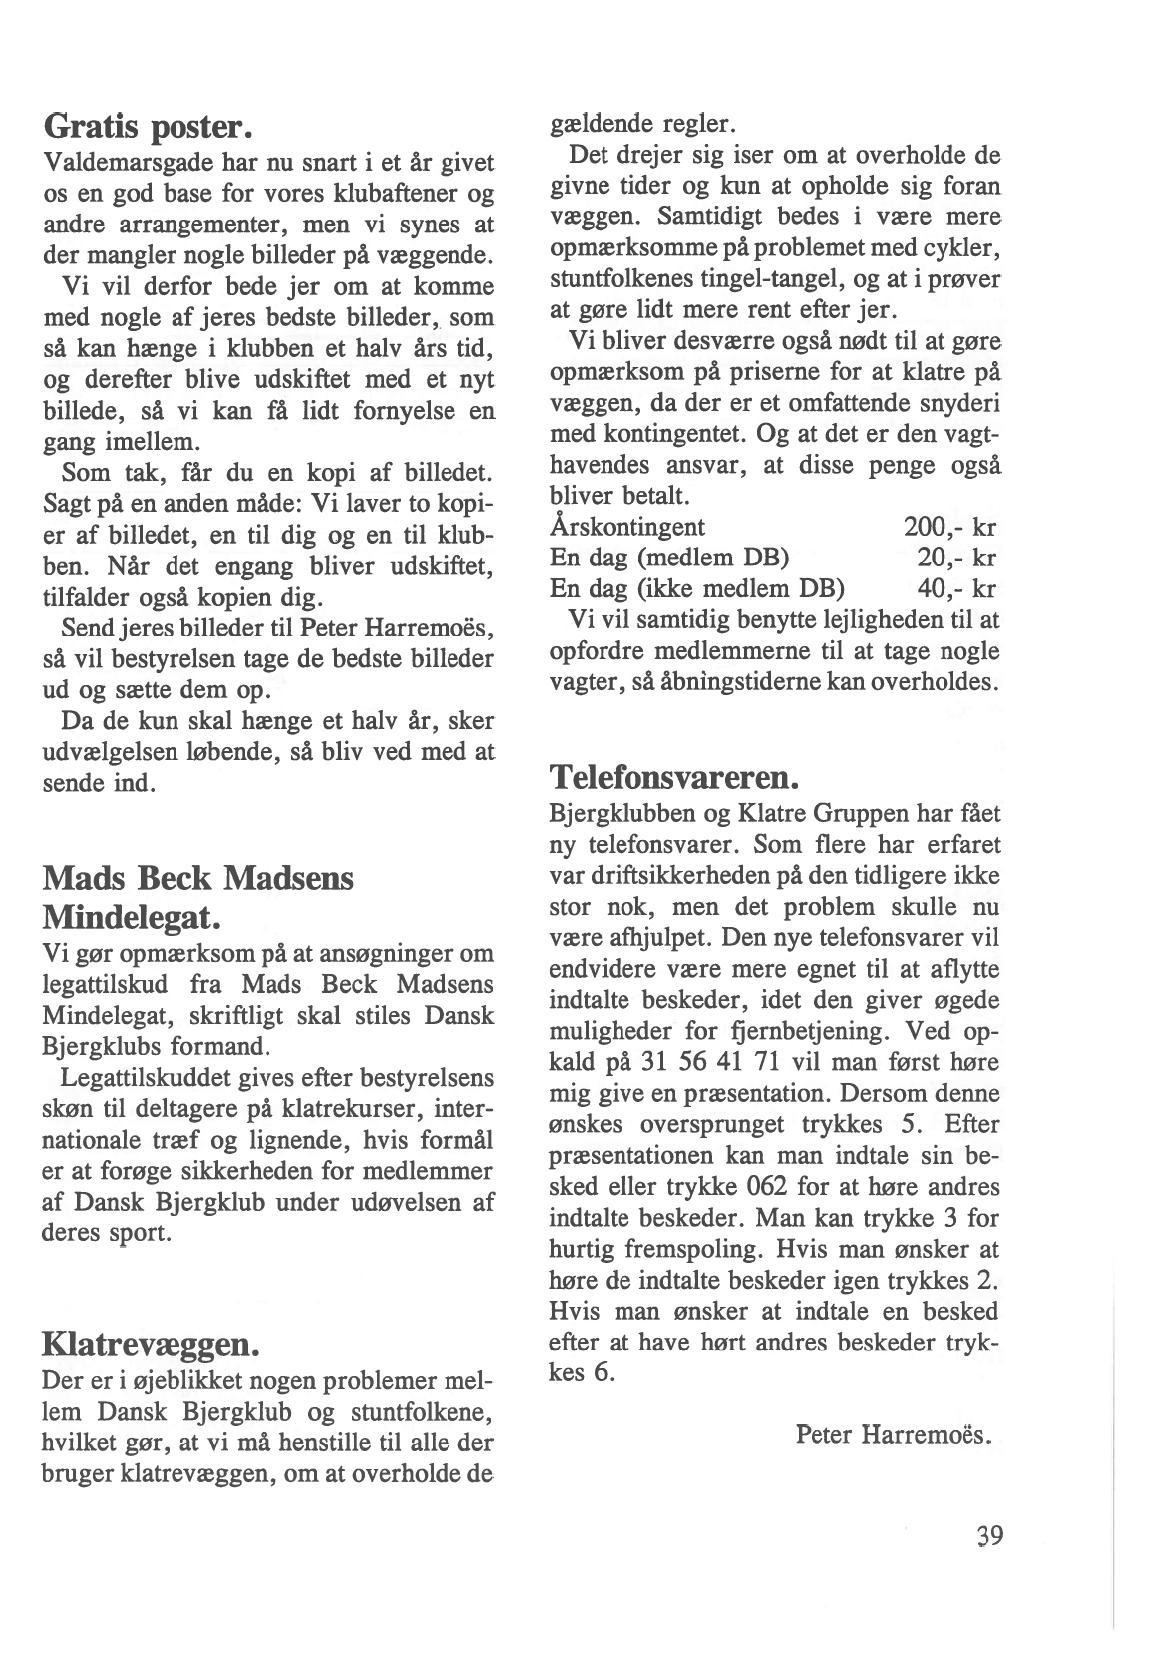 Gratis poster.
Valdemarsgade har nu snart i et år givet
os en god base for vores klubaftener og
andre arrangementer, men vi synes at
der mangler nogle billeder på væggende.
Vi vil derfor bede jer om at komme
med nogle af jeres bedste billeder, som
så kan hænge i klubben et halv års tid,
og derefter blive udskiftet med et nyt
billede, så vi kan få lidt fornyelse en
gang imellem.
Som tak, får du en kopi af billedet.
Sagt på en anden måde: Vi laver to kopi-
er af billedet, en til dig og en til klub-
ben. Når det engang bliver udskiftet,
tilfalder også kopien dig.
Send jeres billeder til Peter Harremoës,
så vil bestyrelsen tage de bedste billeder
ud og sætte dem op.
Da de kun skal hænge et halv år, sker
udvælgelsen løbende, så bliv ved med at
sende ind.
Mads Beck Madsens
Mindelegat.
Vi gør opmærksom på at ansøgninger om
legattilskud fra Mads Beck Madsens
Mindelegat, skriftligt skal stiles Dansk
Bjergklubs formand.
Legattilskuddet gives efter bestyrelsens
skøn til deltagere på klatrekurser, inter-
nationale træf og lignende, hvis formål
er at forøge sikkerheden for medlemmer
af Dansk Bjergklub under udøvelsen af
deres sport.
Klatrevæggen.
Der er i øjeblikket nogen problemer mel-
lem Dansk Bjergklub og stuntfolkene,
hvilket gør, at vi må henstille til alle der
bruger klatrevæggen, om at overholde de
gældende regler.
Det drejer sig iser om at overholde de
givne tider og kun at opholde sig foran
væggen. Samtidigt bedes i være mere
opmærksomme på problemet med cykler,
stuntfolkenes tingel-tangel, og at i prøver
at gøre lidt mere rent efter jer.
Vi bliver desværre også nødt til at gøre
opmærksom på priserne for at klatre på
væggen, da der er et omfattende snyderi
med kontingentet. Og at det er den vagt-
havendes ansvar, at disse penge også
bliver betalt.
Årskontingent 200,- kr
En dag (medlem DB) 20,- kr
En dag (ikke medlem DB) 40,- kr
Vi vil samtidig benytte lejligheden til at
opfordre medlemmerne til at tage nogle
vagter, så åbningstiderne kan overholdes.
Telefonsvareren.
Bjergklubben og Klatre Gruppen har fået
ny telefonsvarer. Som flere har erfaret
var driftsikkerheden på den tidligere ikke
stor nok, men det problem skulle nu
være afhjulpet. Den nye telefonsvarer vil
endvidere være mere egnet til at aflytte
indtalte beskeder, idet den giver øgede
muligheder for fjernbetjening. Ved op-
kald på 31 56 41 71 vil man først høre
mig give en præsentation. Dersom denne
ønskes oversprunget trykkes 5. Efter
præsentationen kan man indtale sin be-
sked eller trykke 062 for at høre andres
indtalte beskeder. Man kan trykke 3 for
hurtig fremspoling. Hvis man ønsker at
høre de indtalte beskeder igen trykkes 2.
Hvis man ønsker at indtale en besked
efter at have hørt andres beskeder tryk-
kes 6.
Peter Harremoës.
39